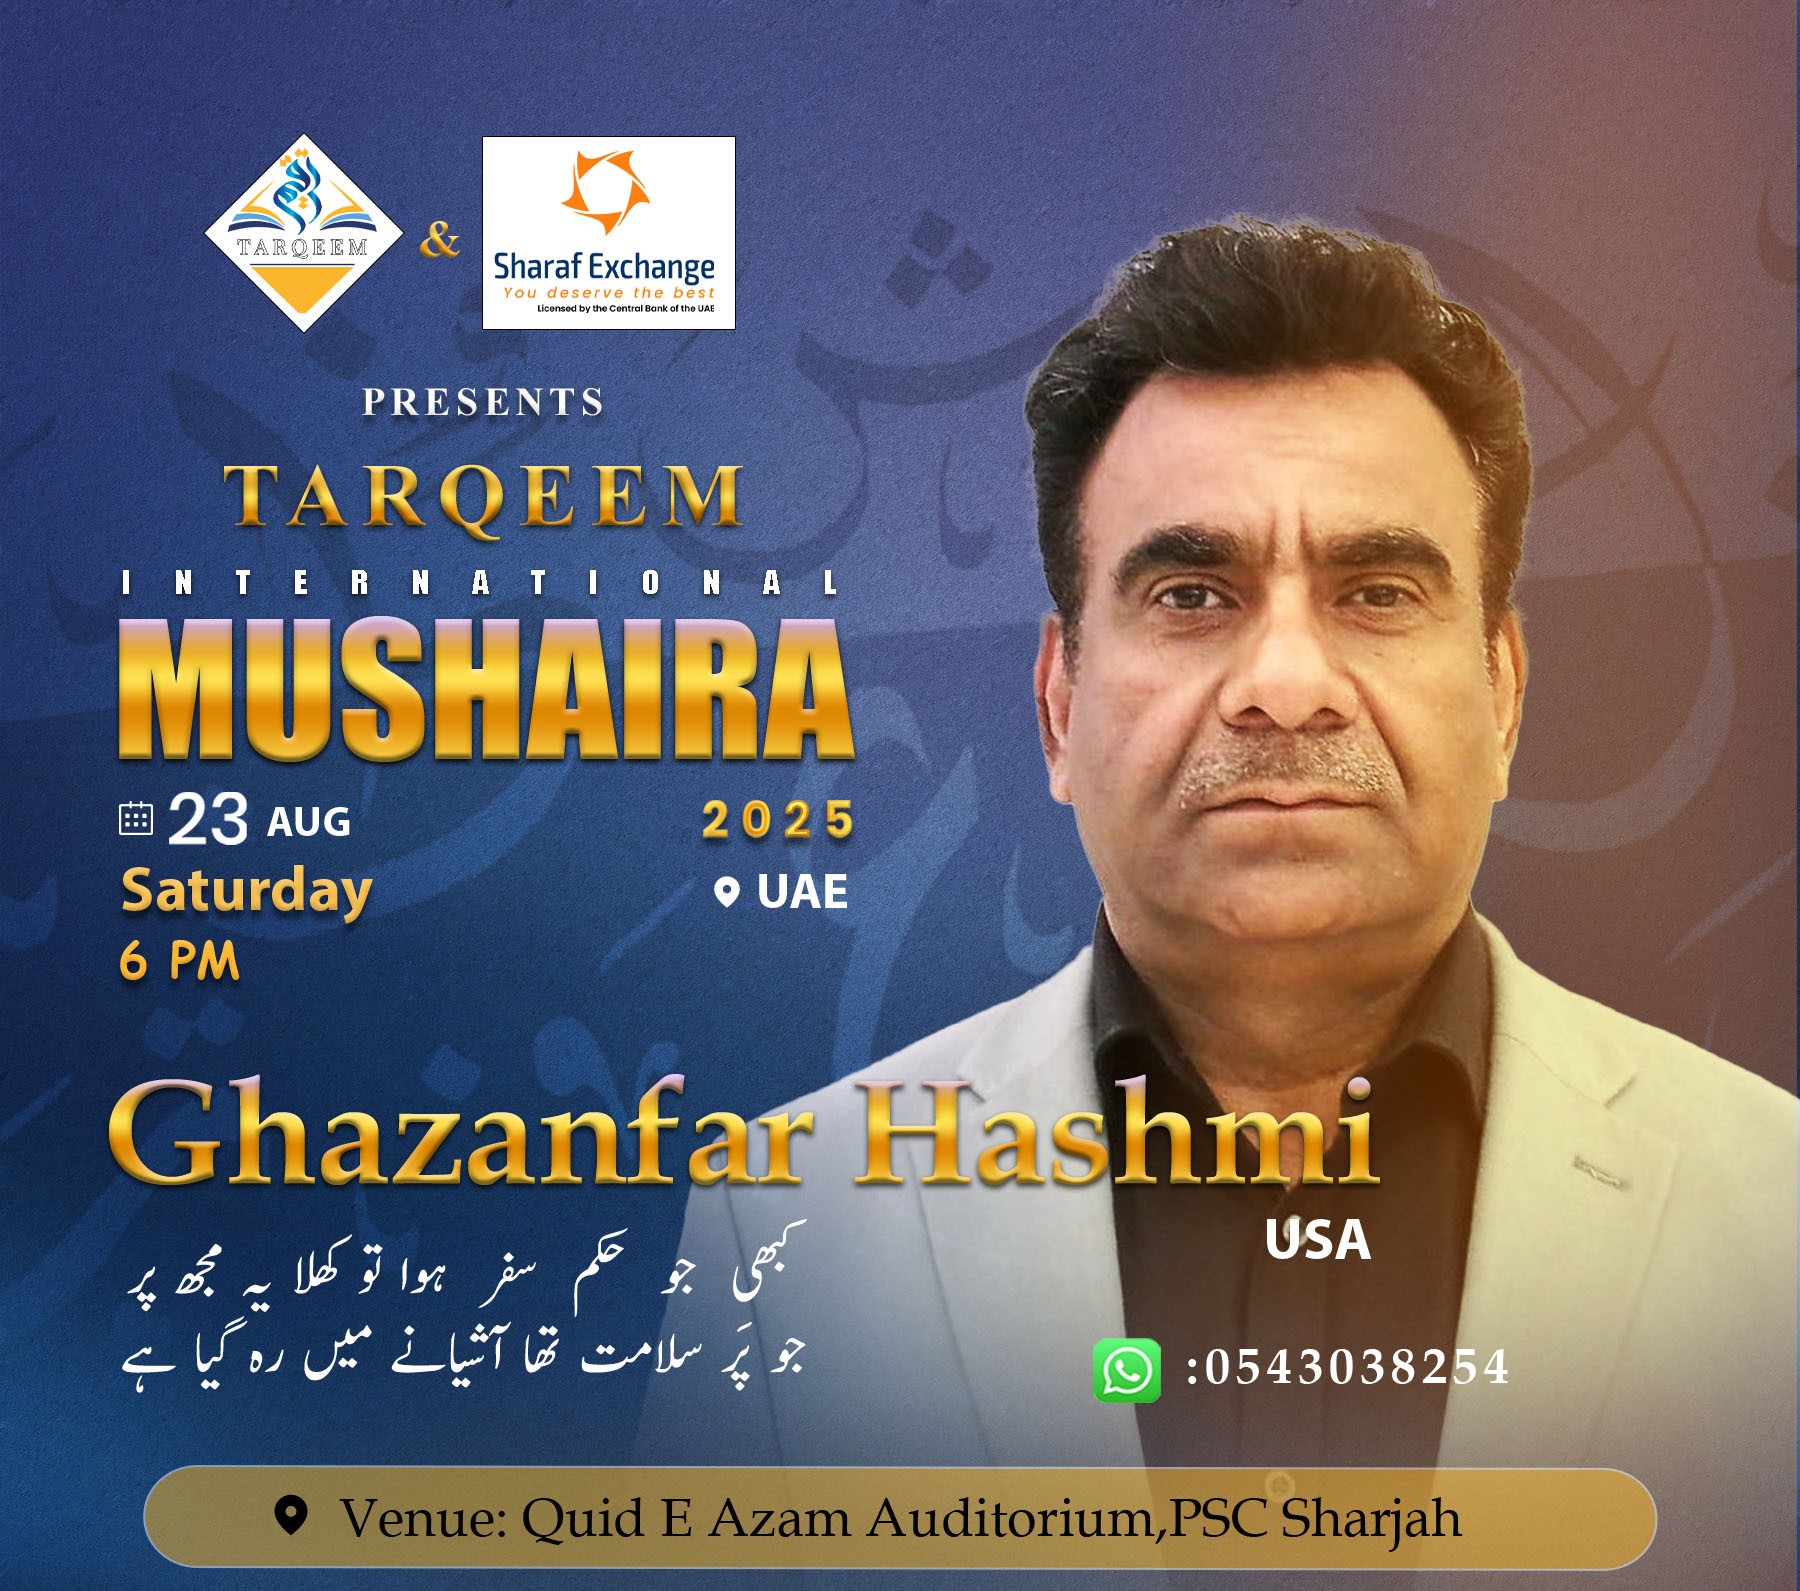 ترقیم
TARQEEM
&
Sharaf Exchange
You deserve the best
Licensed by the Central Bank of the UAE
PRESENTS
TARQEEM
INTERNATIONAL
MUSHAIRA
23 AUG
2025
Saturday
UAE
6 PM
Ghazanfar Hashmi
USA
کبھی جو حکم سفر ہوا تو کھلا یہ مجھ پر
جو پَر سلامت تھا آشیانے میں رہ گیا ہے
:0543038254
Venue: Quid E Azam Auditorium,PSC Sharjah